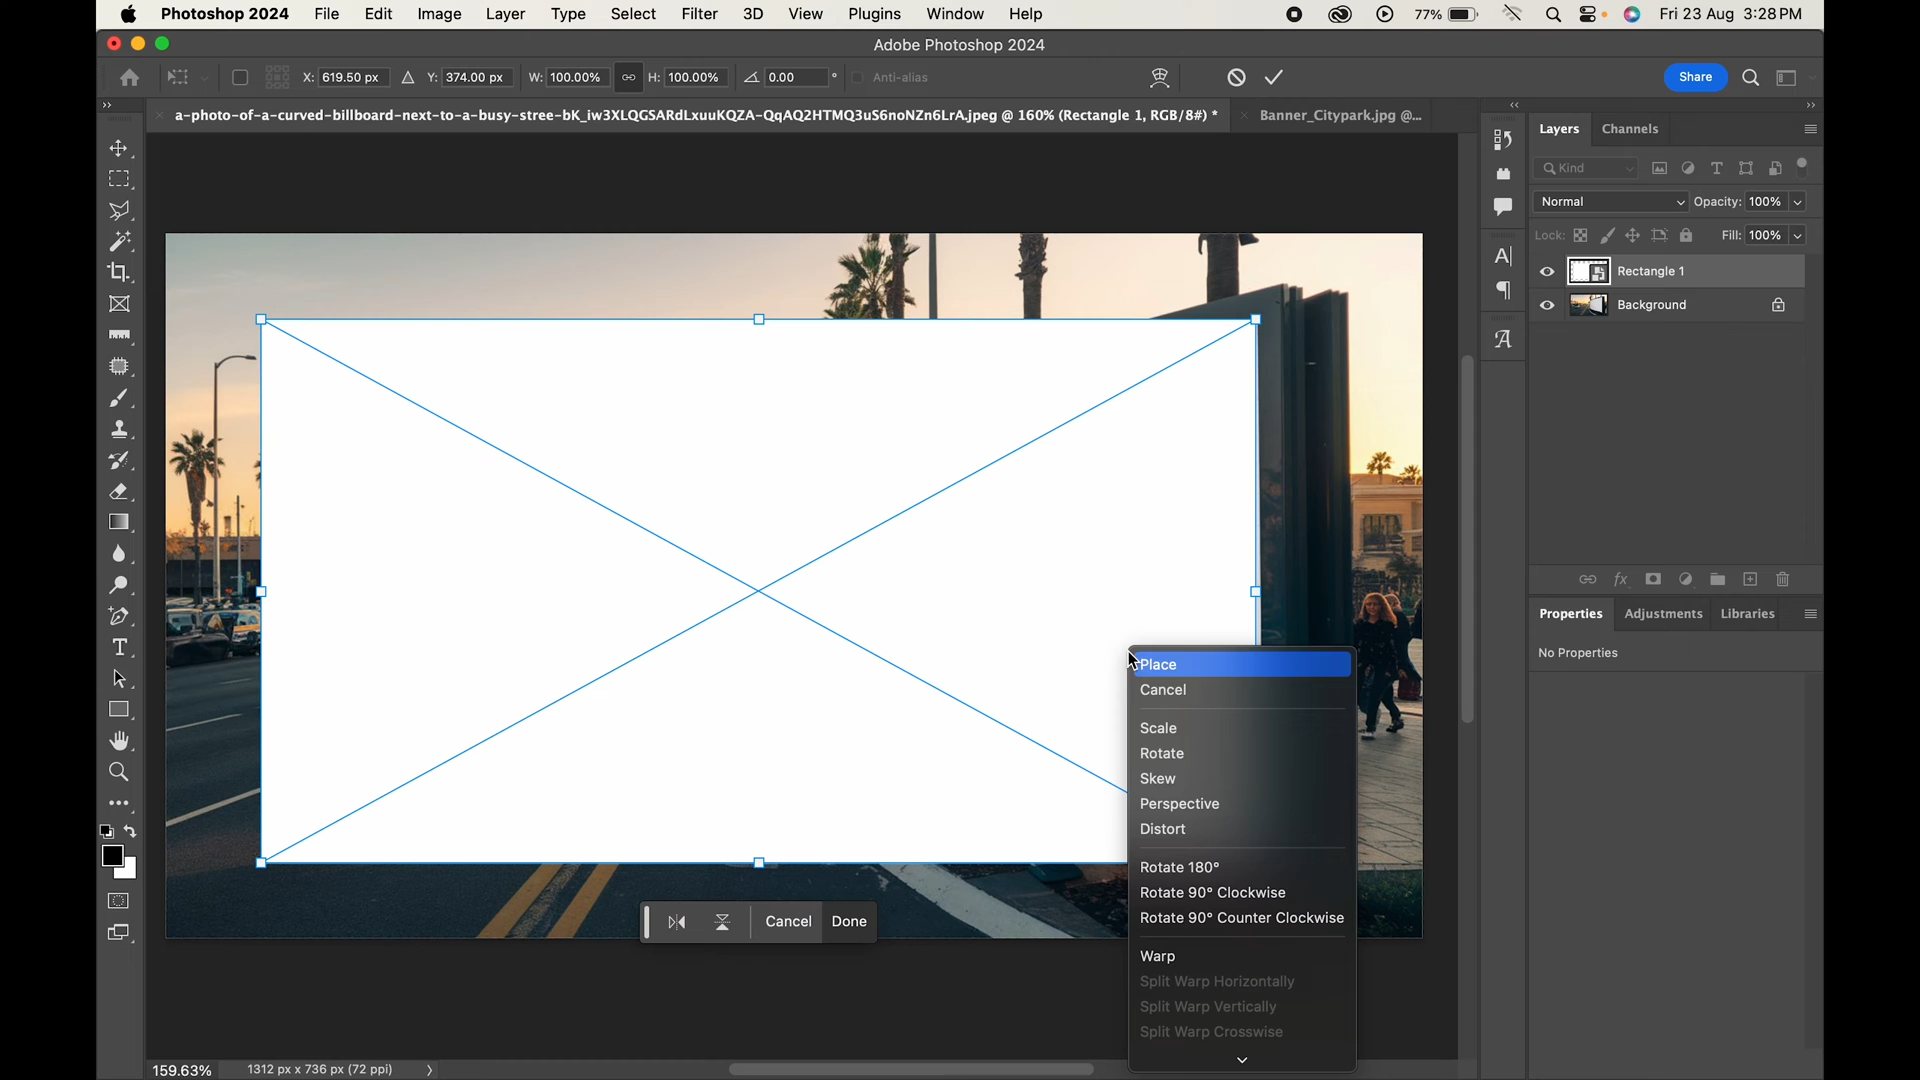 Photoshop 2024 File Edit Image Layer Type Select Filter 3D View Plugins Window Help 77% Fri 23 Aug 3:28 PM
Adobe Photoshop 2024
X: 619.50 px Y: 374.00 px W: 100.00% H: 100.00% 0.00 ° Anti-alias Share
a-photo-of-a-curved-billboard-next-to-a-busy-stree-bK_iw3XLQGSARdLxuuKQZA-QqAQ2HTMQ3uS6noNZn6LrA.jpeg @ 160% (Rectangle 1, RGB/8#) * Banner_Citypark.jpg @...
Layers Channels
Kind
Normal Opacity: 100%
Lock: Fill: 100%
Rectangle 1
Background
Properties Adjustments Libraries
No Properties
Place
Cancel
Scale
Rotate
Skew
Perspective
Distort
Rotate 180°
Rotate 90° Clockwise
Rotate 90° Counter Clockwise
Warp
Split Warp Horizontally
Split Warp Vertically
Split Warp Crosswise
Cancel Done
159.63% 1312 px x 736 px (72 ppi)